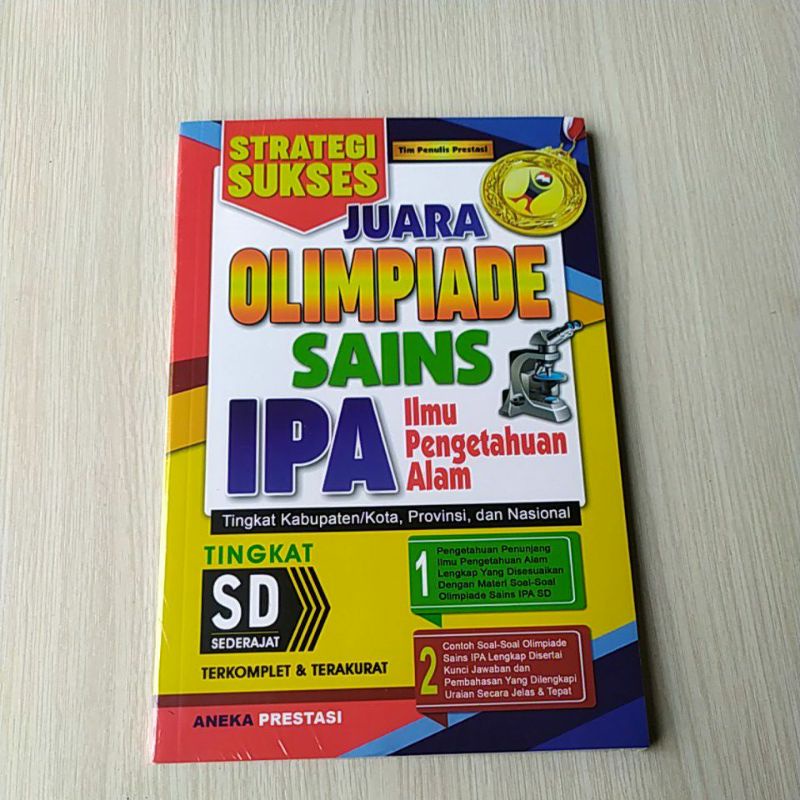 STRATEGI
SUKSES
Tim Penulis Prestasi
JUARA
OLIMPIADE
SAINS
IPA
Ilmu
Pengetahuan
Alam
Tingkat Kabupaten/Kota, Provinsi, dan Nasional
TINGKAT
SD
SEDERAJAT
TERKOMPLET & TERAKURAT
1
Pengetahuan Penunjang
Ilmu Pengetahuan Alam
Lengkap Yang Disesuaikan
Dengan Materi Soal-Soal
Olimpiade Sains IPA SD
2
Contoh Soal-Soal Olimpiade
Sains IPA Lengkap Disertai
Kunci Jawaban dan
Pembahasan Yang Dilengkapi
Uraian Secara Jelas & Tepat
ANEKA PRESTASI